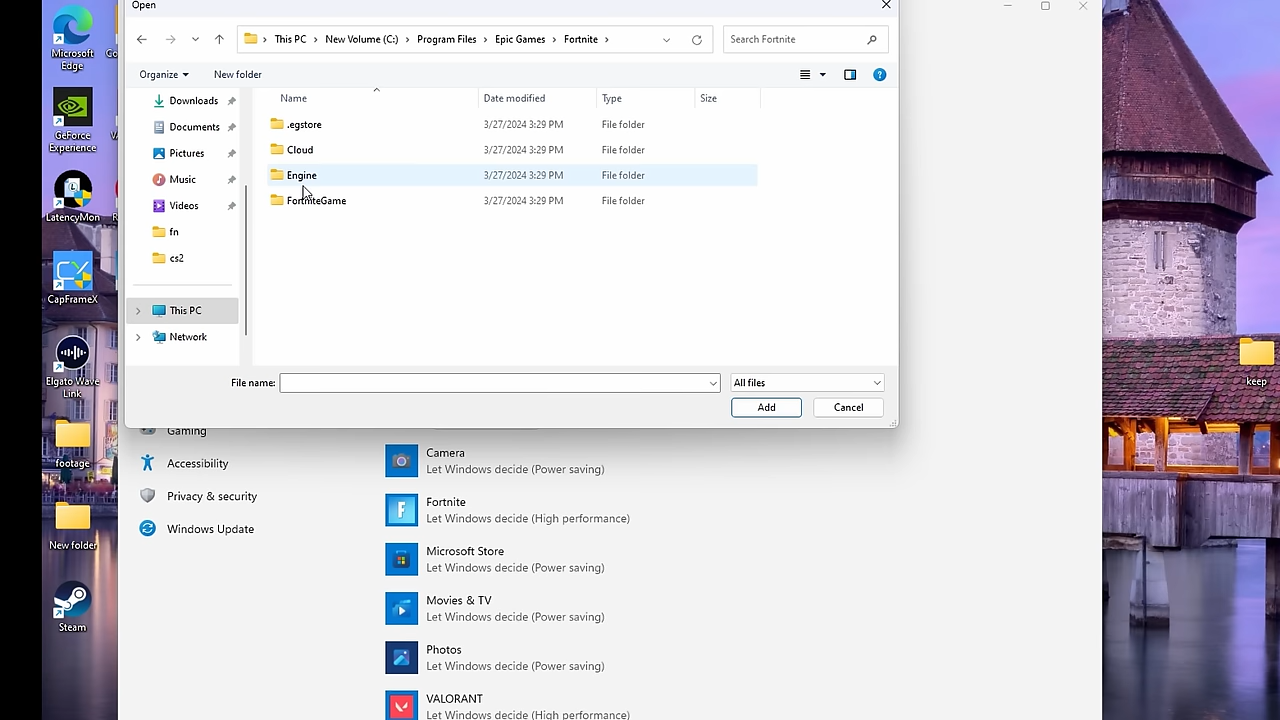 Open
This PC > New Volume (C:) > Program Files > Epic Games > Fortnite >
Search Fortnite
Organize
New folder
Name
Date modified
Type
Size
.egstore 3/27/2024 3:29 PM File folder
Cloud 3/27/2024 3:29 PM File folder
Engine 3/27/2024 3:29 PM File folder
FortniteGame 3/27/2024 3:29 PM File folder
Downloads
Documents
Pictures
Music
Videos
fn
cs2
This PC
Network
File name:
All files
Add
Cancel
Gaming
Accessibility
Privacy & security
Windows Update
Camera
Let Windows decide (Power saving)
Fortnite
Let Windows decide (High performance)
Microsoft Store
Let Windows decide (Power saving)
Movies & TV
Let Windows decide (Power saving)
Photos
Let Windows decide (Power saving)
VALORANT
Let Windows decide (High performance)
Microsoft
Edge
GeForce
Experience
LatencyMon
CapFrameX
Elgato Wave
Link
footage
New folder
Steam
keep